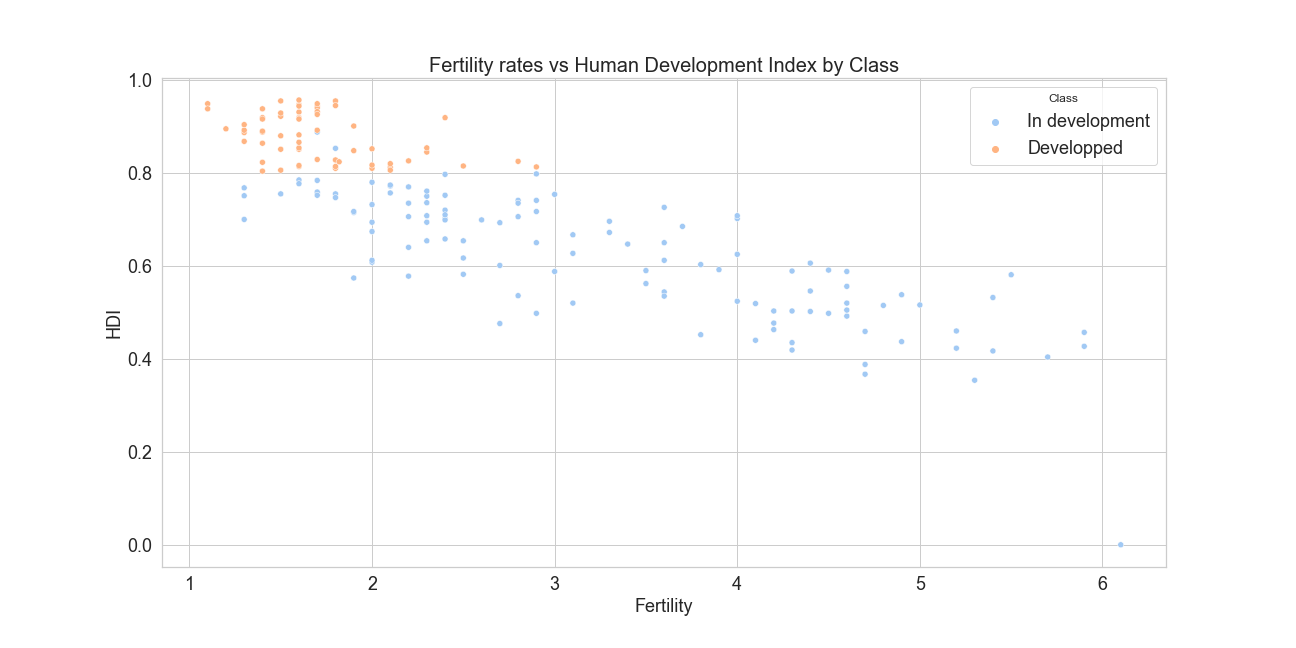 Fertility rates vs Human Development Index by Class
Class
In development
Developped
HDI
1.0
0.8
0.6
0.4
0.2
0.0
1 2 3 4 5 6
Fertility